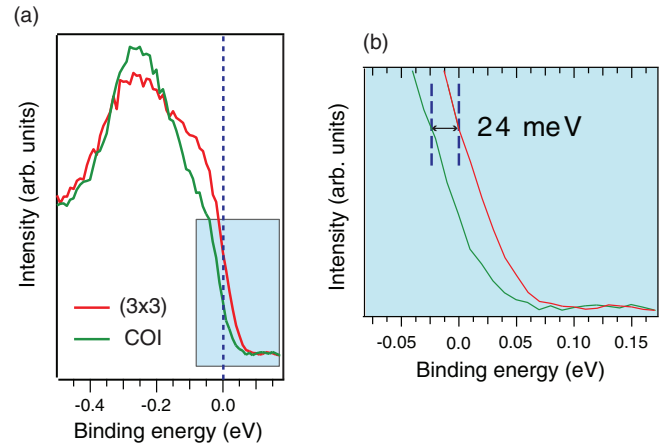 (a)
Intensity (arb. units)
(3x3)
COI
-0.4
-0.2
0.0
Binding energy (eV)
(b)
Intensity (arb. units)
24 meV
-0.05
0.0
0.05
0.10
0.15
Binding energy (eV)